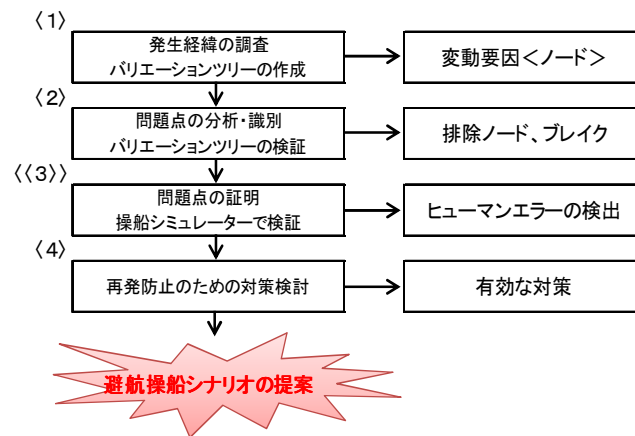 〈1〉
発生経緯の調査
バリエーションツリーの作成
変動要因＜ノード＞
〈2〉
問題点の分析・識別
バリエーションツリーの検証
排除ノード、ブレイク
〈〈3〉〉
問題点の証明
操船シミュレーターで検証
ヒューマンエラーの検出
〈4〉
再発防止のための対策検討
有効な対策
避航操船シナリオの提案